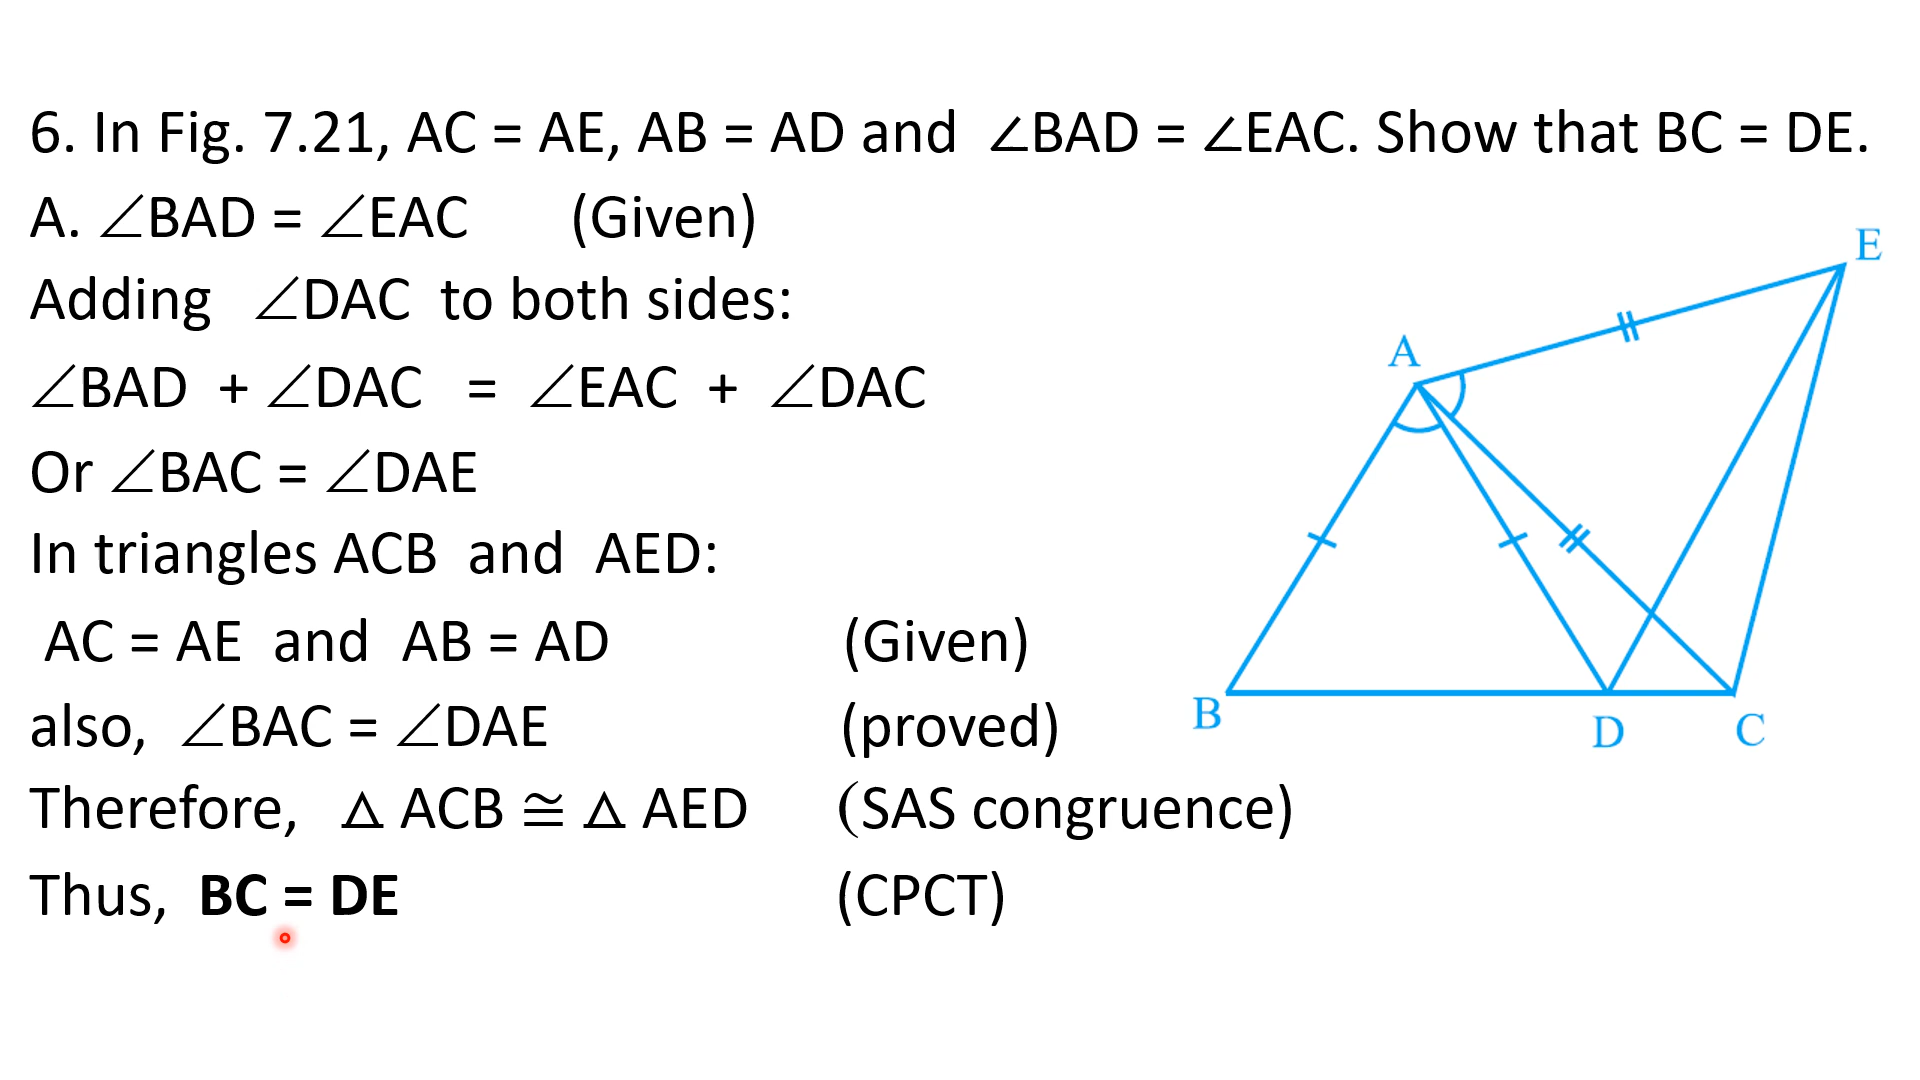 6. In Fig. 7.21, AC = AE, AB = AD and ∠BAD = ∠EAC. Show that BC = DE.
A. ∠BAD = ∠EAC (Given)
Adding ∠DAC to both sides:
∠BAD + ∠DAC = ∠EAC + ∠DAC
Or ∠BAC = ∠DAE
In triangles ACB and AED:
AC = AE and AB = AD (Given)
also, ∠BAC = ∠DAE (proved)
Therefore, △ ACB ≅ △ AED (SAS congruence)
Thus, BC = DE (CPCT)
E
A
B
D
C